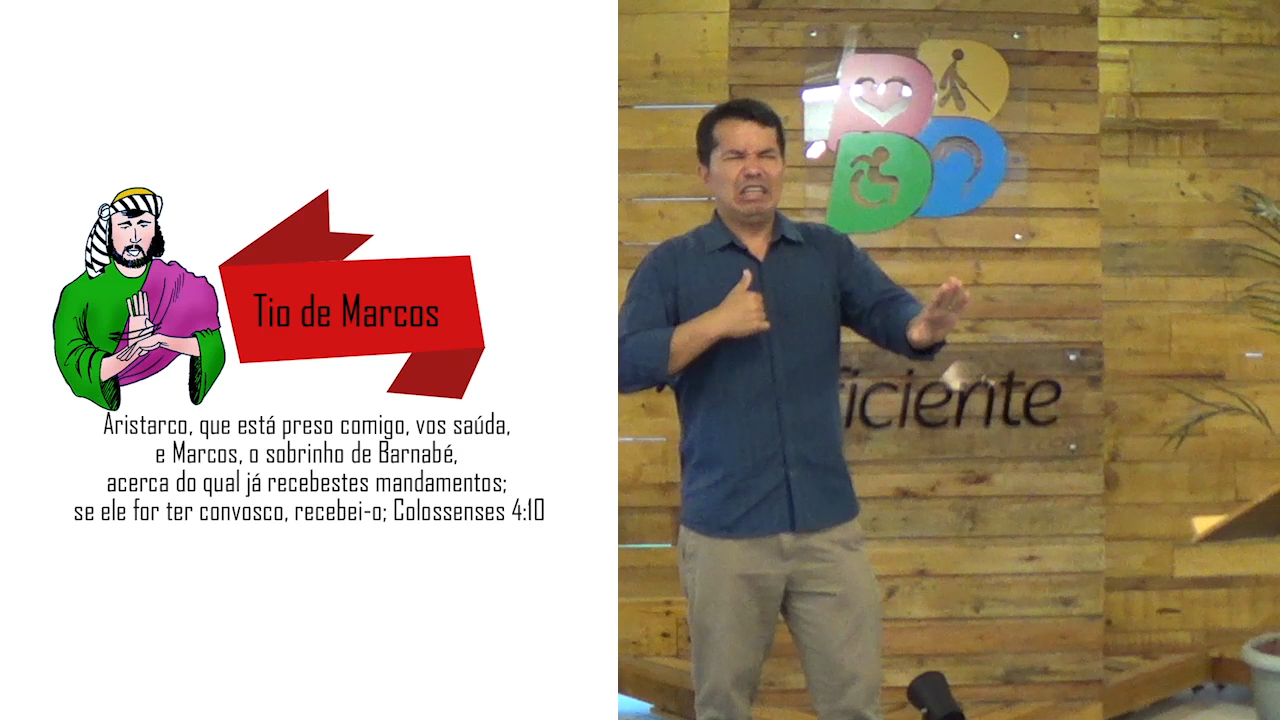 Tio de Marcos
Aristarco, que está preso comigo, vos saúda,
e Marcos, o sobrinho de Barnabé,
acerca do qual já recebestes mandamentos;
se ele for ter convosco, recebei-o; Colossenses 4:10
ficiente